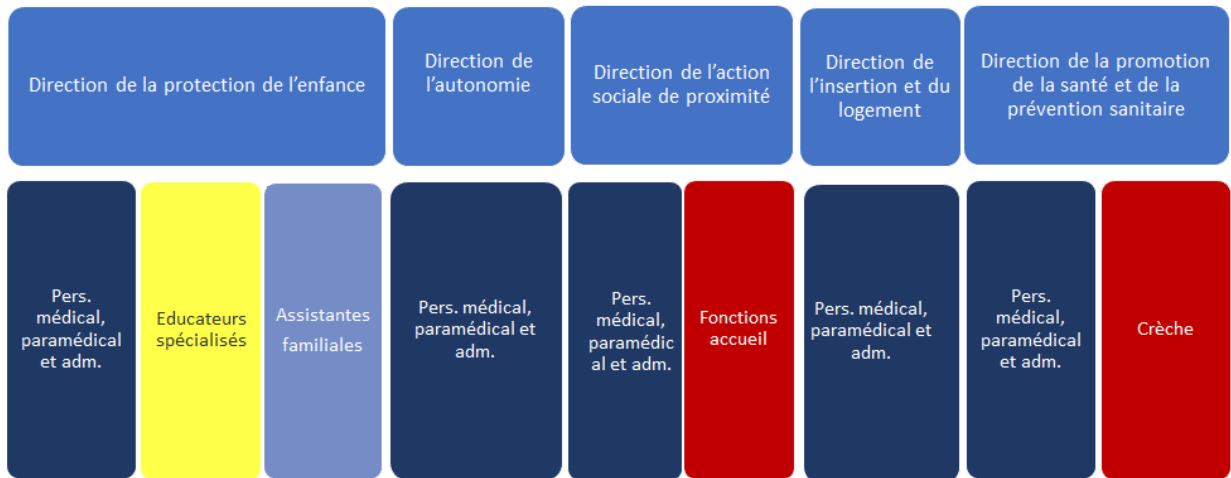 Direction de la protection de l'enfance
Direction de
l'autonomie
Direction de l'action
sociale de proximité
Direction de
l'insertion et du
logement
Direction de la promotion
de la santé et de la
prévention sanitaire
Pers.
médical,
paramédical
et adm.
Educateurs
spécialisés
Assistantes
familiales
Pers. médical,
paramédical et
adm.
Pers.
médical,
paramédic
al et adm.
Fonctions
accueil
Pers. médical,
paramédical et
adm.
Pers.
médical,
paramédical
et adm.
Crèche